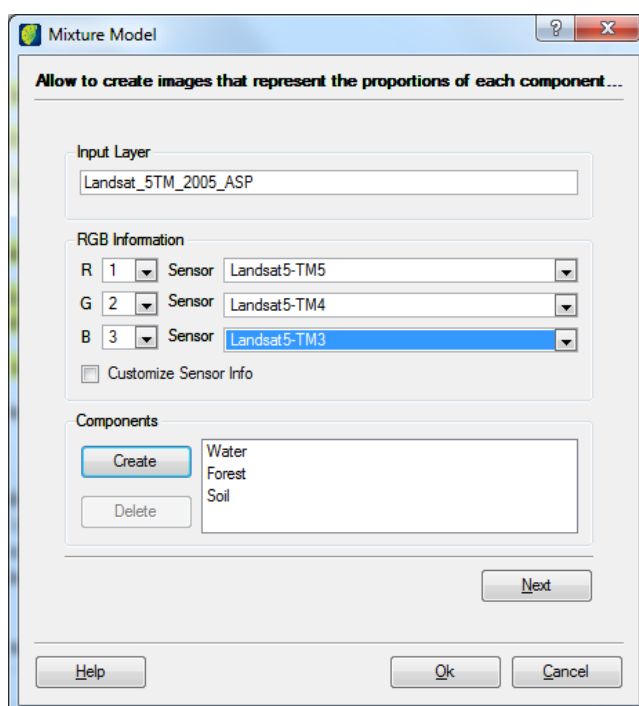 Mixture Model
Allow to create images that represent the proportions of each component...
Input Layer
Landsat_5TM_2005_ASP
RGB Information
R 1 Sensor Landsat5-TM5
G 2 Sensor Landsat5-TM4
B 3 Sensor Landsat5-TM3
Customize Sensor Info
Components
Create
Water
Forest
Soil
Delete
Next
Help Ok Cancel